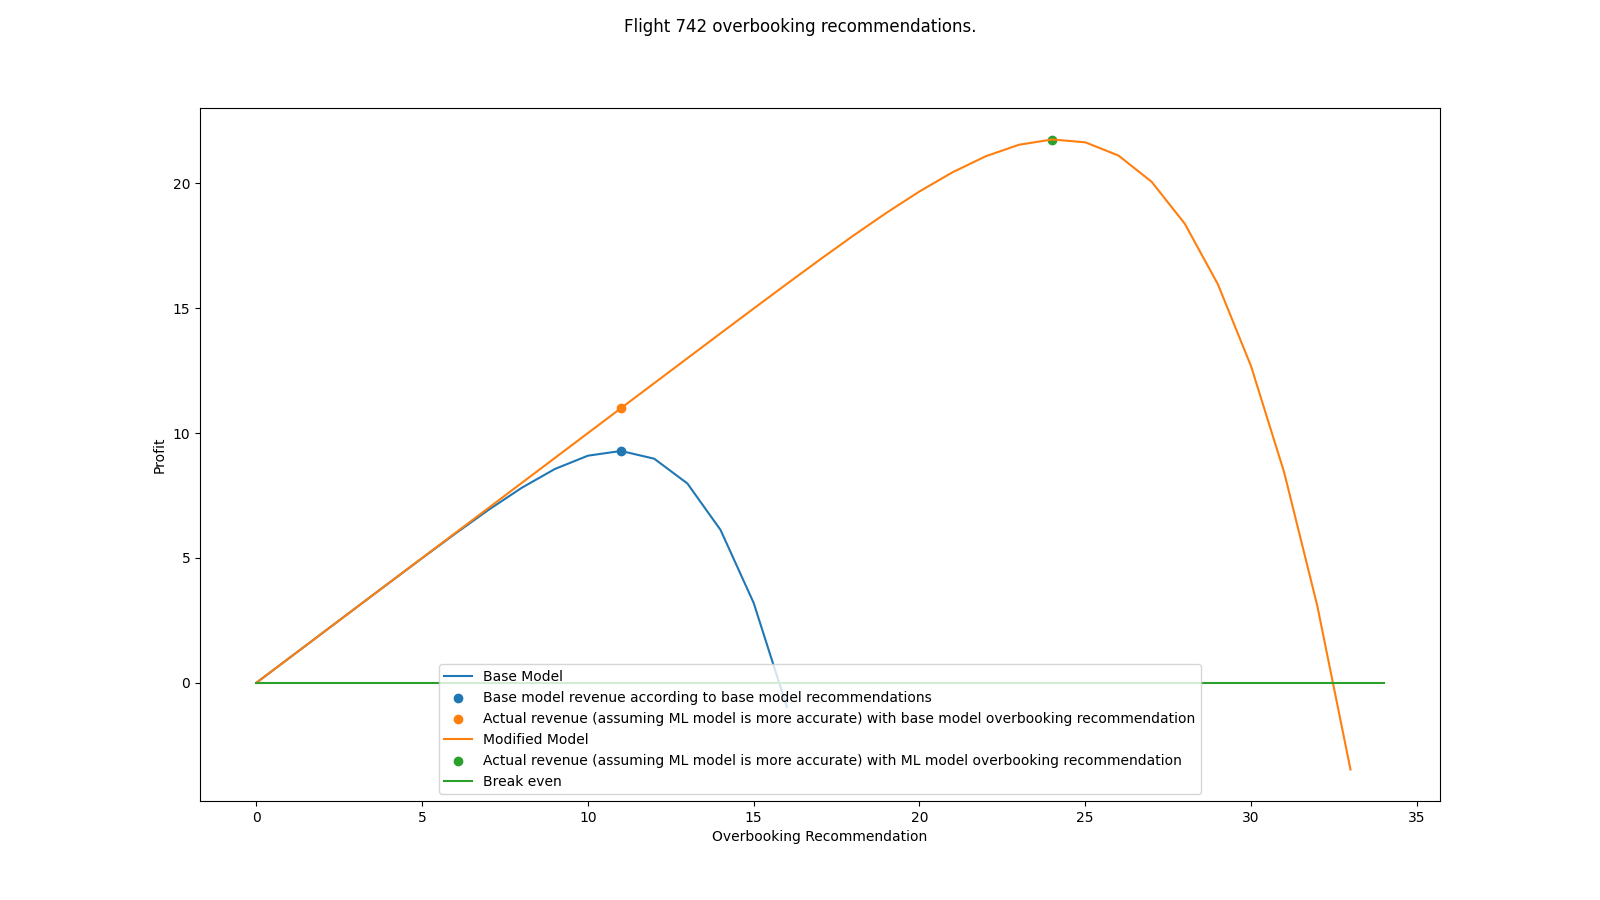 Flight 742 overbooking recommendations.
20
15
10
5
0
Profit
Base Model
Base model revenue according to base model recommendations
Actual revenue (assuming ML model is more accurate) with base model overbooking recommendation
Modified Model
Actual revenue (assuming ML model is more accurate) with ML model overbooking recommendation
Break even
0 5 10 15 20 25 30 35
Overbooking Recommendation